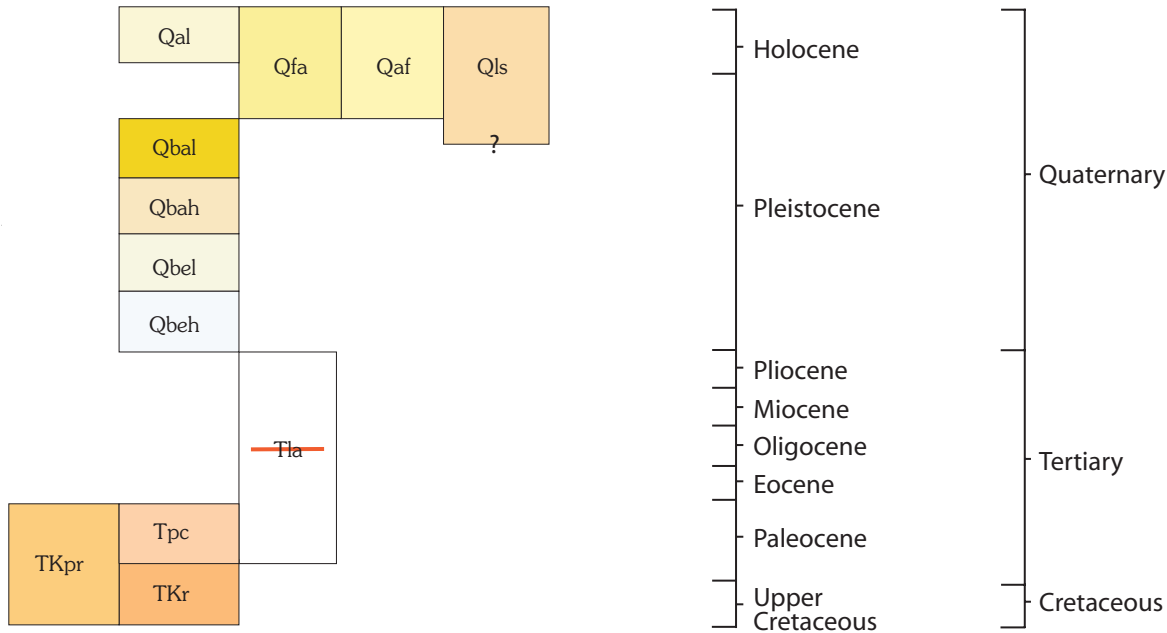 Qal
Qfa
Qaf
Qls
?
Qbal
Qbah
Qbel
Qbeh
Tla
TKpr
Tpc
TKr
Holocene
Pleistocene
Pliocene
Miocene
Oligocene
Eocene
Paleocene
Upper
Cretaceous
Quaternary
Tertiary
Cretaceous